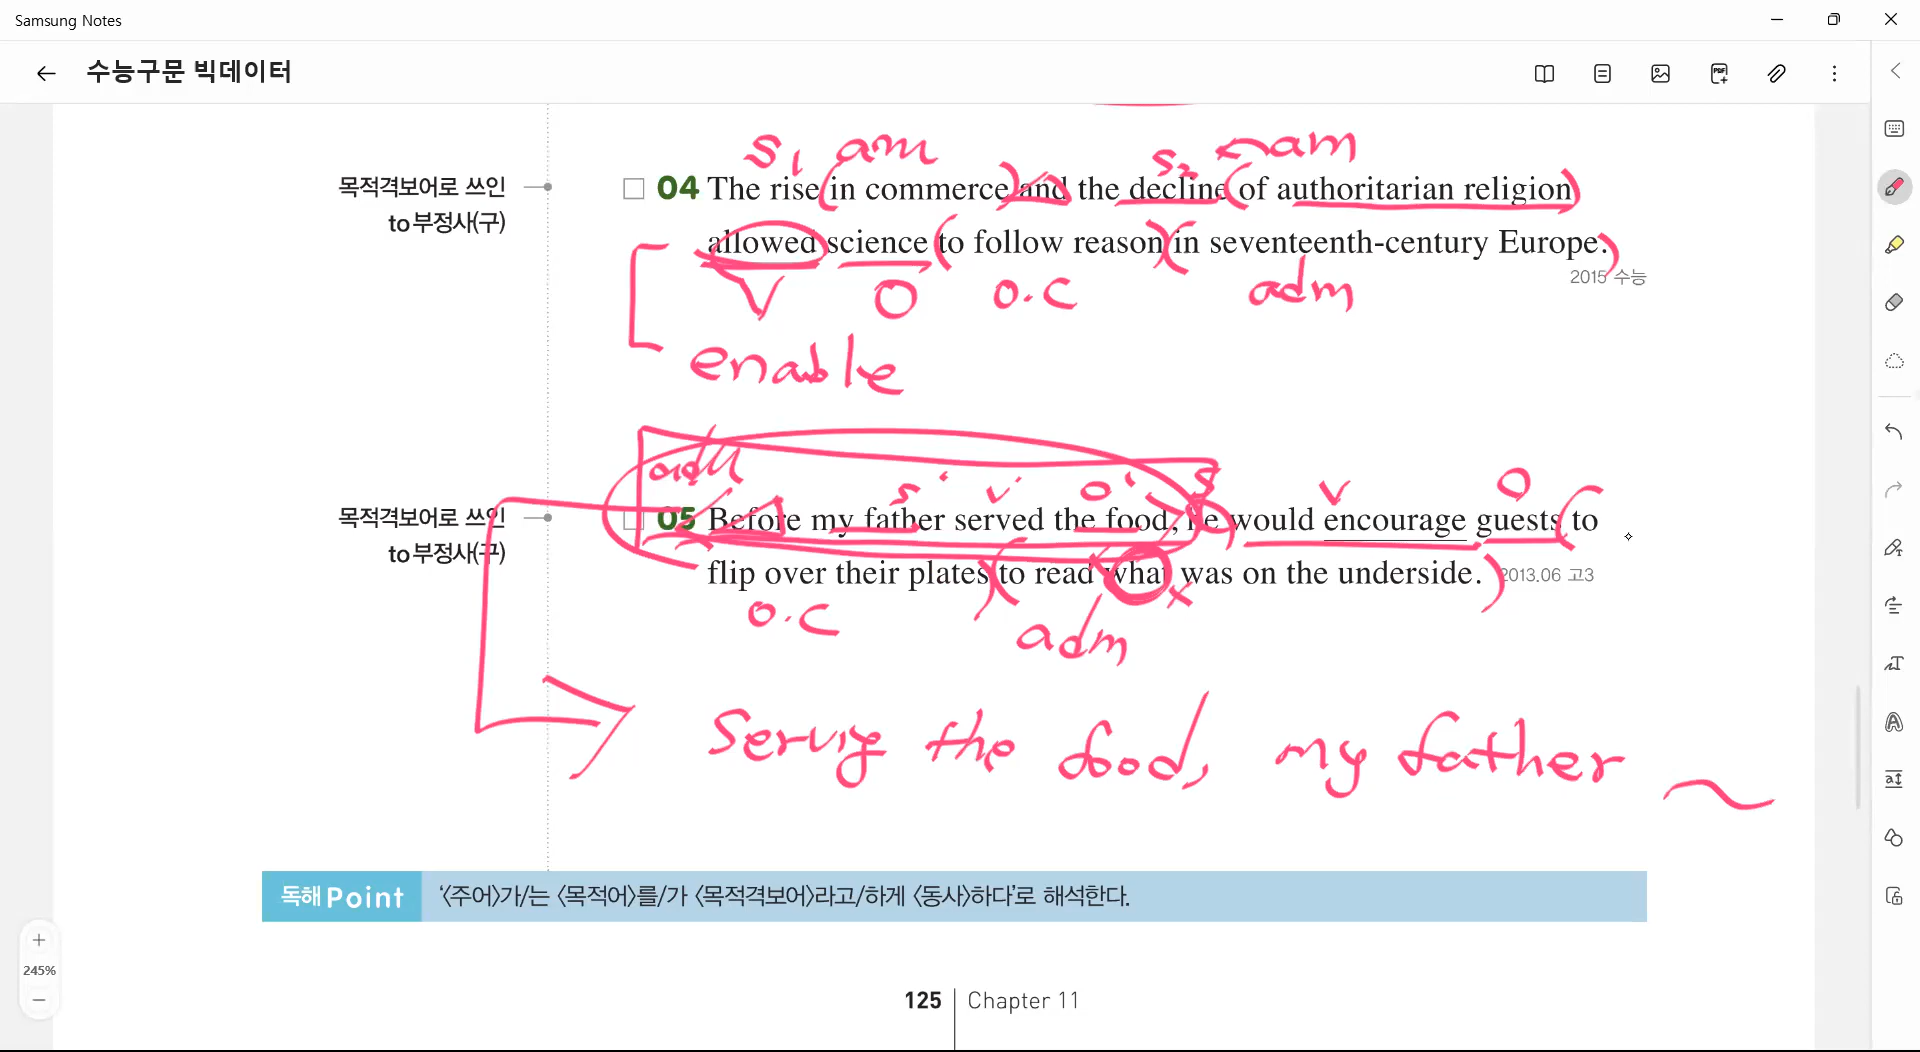 Samsung Notes
수능구문 빅데이터
S1 am S2 am
목적격보어로 쓰인
to 부정사(구)
04 The rise in commerce and the decline of authoritarian religion
allowed science to follow reason in seventeenth-century Europe.
2015 수능
V O O.C adm
enable
S' V' O' S V O
목적격보어로 쓰인
to 부정사(구)
05 Before my father served the food, he would encourage guests to
flip over their plates to read what was on the underside. 2013.06 고3
O.C adm
the food, my father
독해 Point '<주어>가/는 <목적어>를/가 <목적격보어>라고/하게 <동사>하다'로 해석한다.
245%
125 Chapter 11